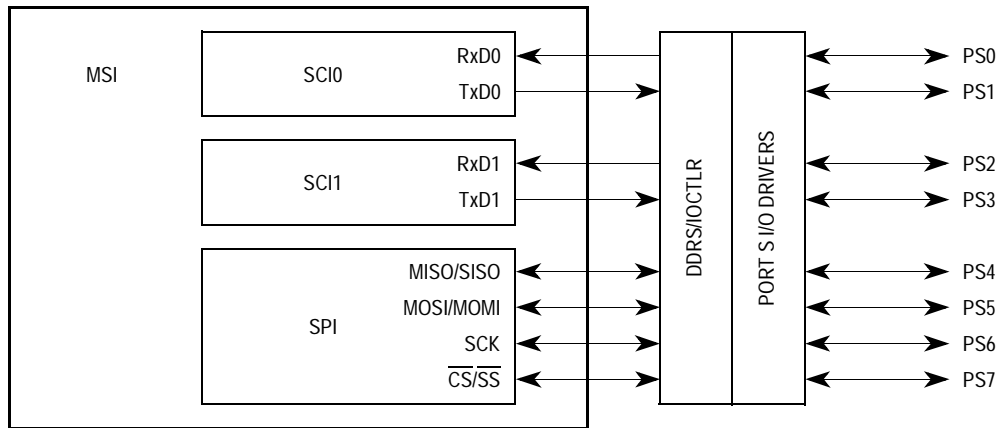 MSI
SCI0
RxD0
TxD0
SCI1
RxD1
TxD1
SPI
MISO/SISO
MOSI/MOMI
SCK
CS/SS
DDRS/IOCTLR
PORT S I/O DRIVERS
PS0
PS1
PS2
PS3
PS4
PS5
PS6
PS7